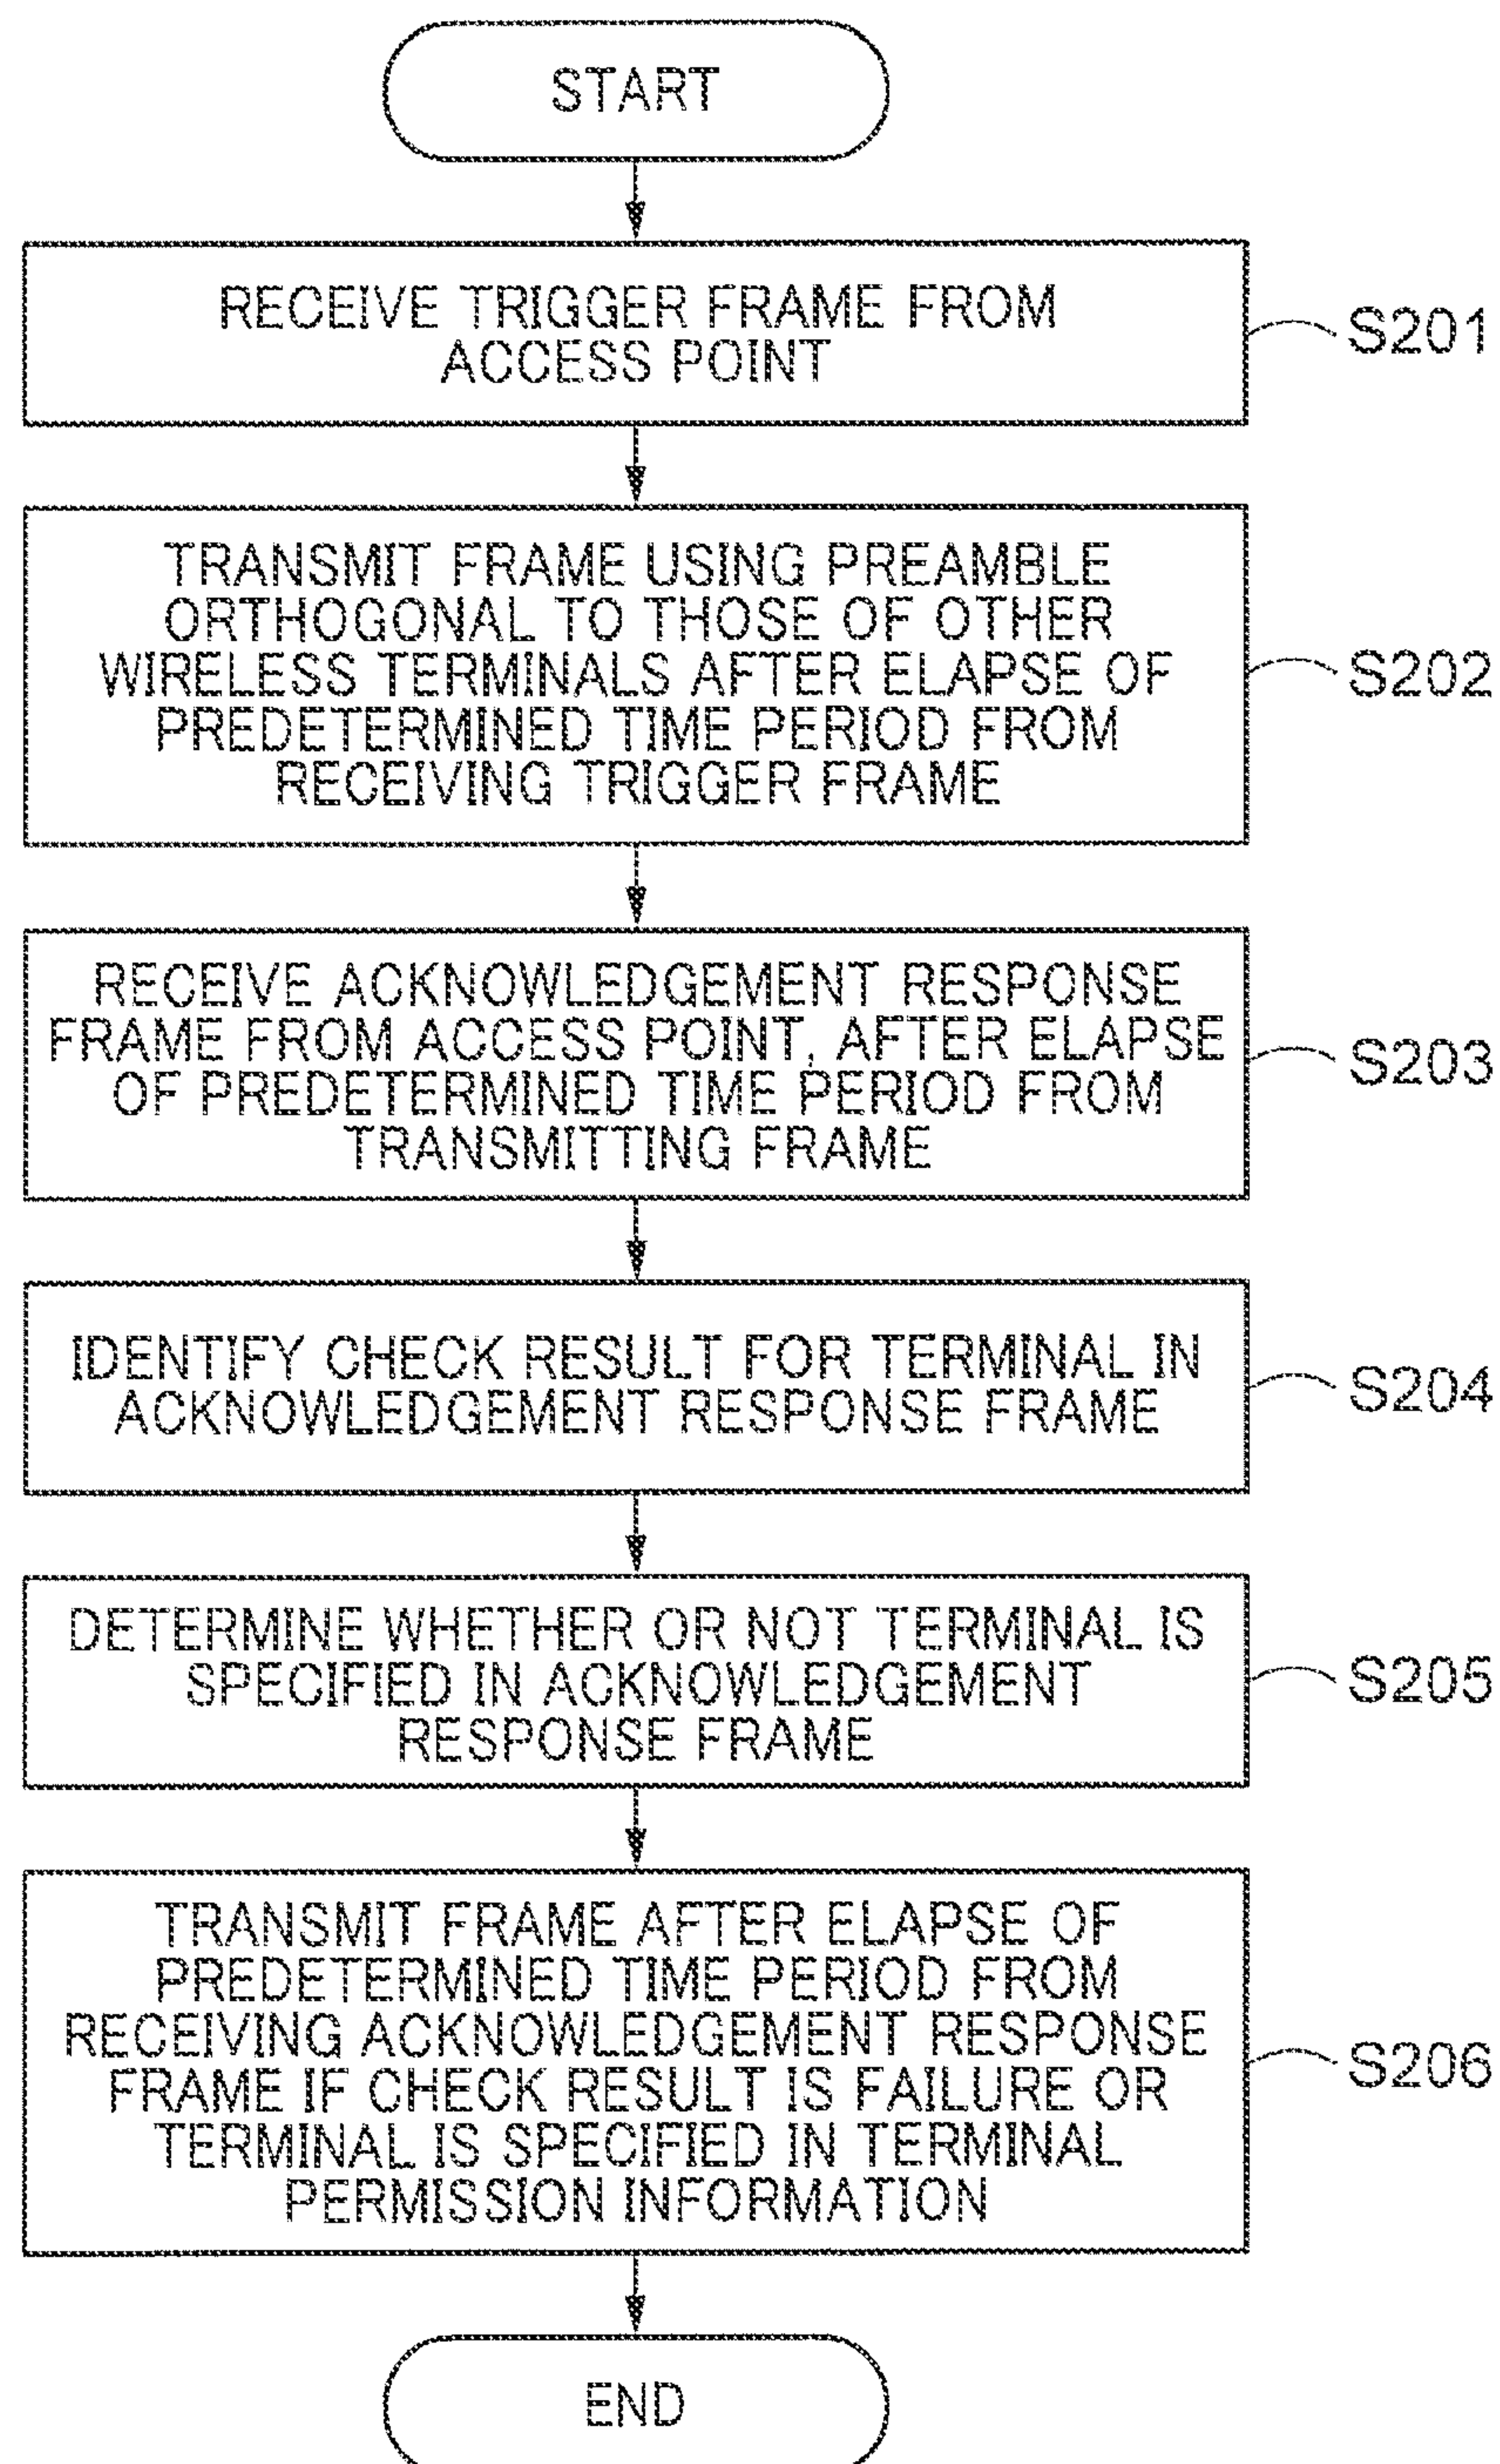 START
RECEIVE TRIGGER FRAME FROM
ACCESS POINT
S201
TRANSMIT FRAME USING PREAMBLE
ORTHOGONAL TO THOSE OF OTHER
WIRELESS TERMINALS AFTER ELAPSE OF
PREDETERMINED TIME PERIOD FROM
RECEIVING TRIGGER FRAME
S202
RECEIVE ACKNOWLEDGEMENT RESPONSE
FRAME FROM ACCESS POINT, AFTER ELAPSE
OF PREDETERMINED TIME PERIOD FROM
TRANSMITTING FRAME
S203
IDENTIFY CHECK RESULT FOR TERMINAL IN
ACKNOWLEDGEMENT RESPONSE FRAME
S204
DETERMINE WHETHER OR NOT TERMINAL IS
SPECIFIED IN ACKNOWLEDGEMENT
RESPONSE FRAME
S205
TRANSMIT FRAME AFTER ELAPSE OF
PREDETERMINED TIME PERIOD FROM
RECEIVING ACKNOWLEDGEMENT RESPONSE
FRAME IF CHECK RESULT IS FAILURE OR
TERMINAL IS SPECIFIED IN TERMINAL
PERMISSION INFORMATION
S206
END